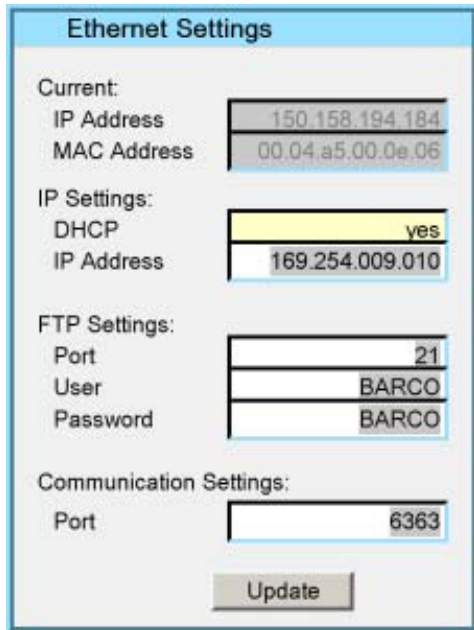 Ethernet Settings
Current:
IP Address 150.158.194.184
MAC Address 00.04.a5.00.0e.06
IP Settings:
DHCP yes
IP Address 169.254.009.010
FTP Settings:
Port 21
User BARCO
Password BARCO
Communication Settings:
Port 6363
Update